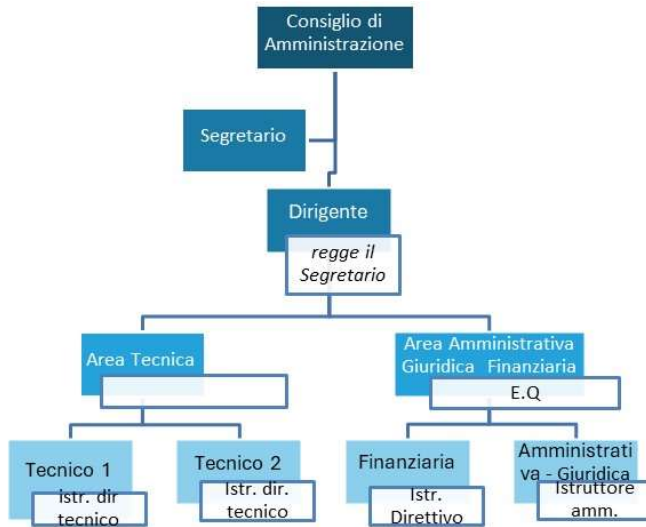 Consiglio di
Amministrazione
Segretario
Dirigente
regge il
Segretario
Area Tecnica
Area Amministrativa
Giuridica Finanziaria
E.Q
Tecnico 1
Istr. dir
tecnico
Tecnico 2
Istr. dir.
tecnico
Finanziaria
Istr.
Direttivo
Amministrati
va - Giuridica
Istruttore
amm.